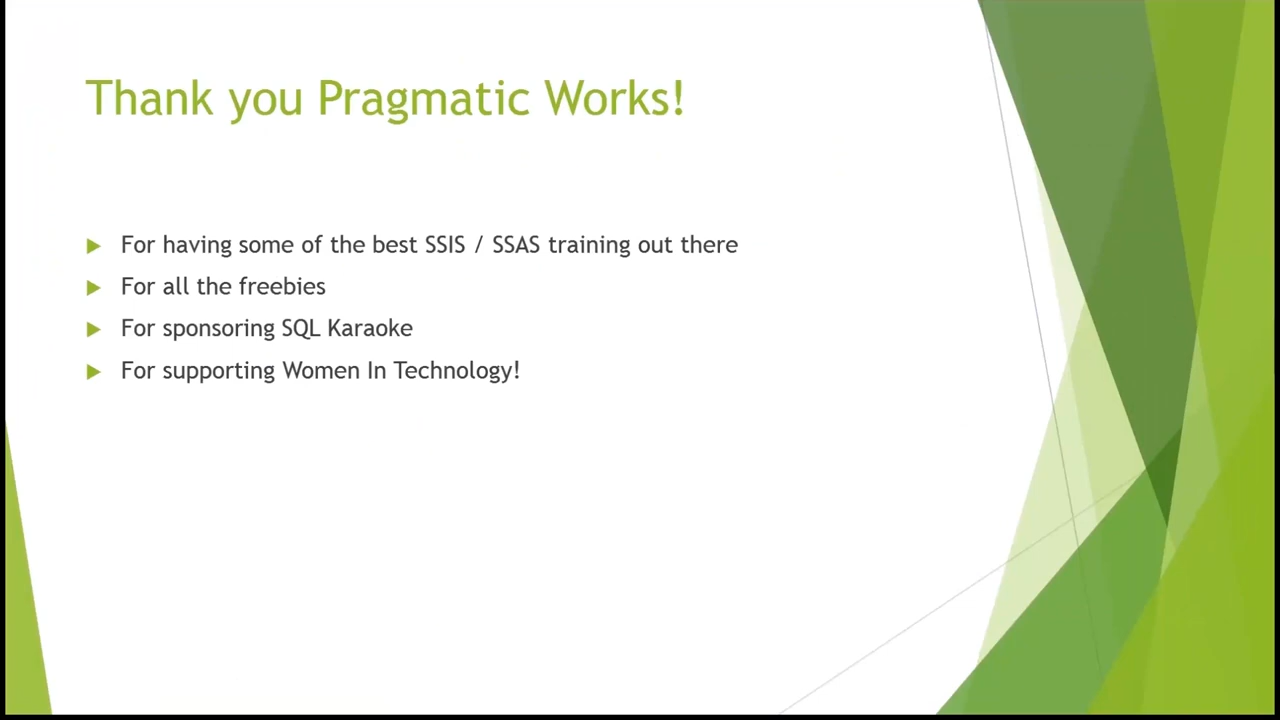 Thank you Pragmatic Works!
For having some of the best SSIS / SSAS training out there
For all the freebies
For sponsoring SQL Karaoke
For supporting Women In Technology!